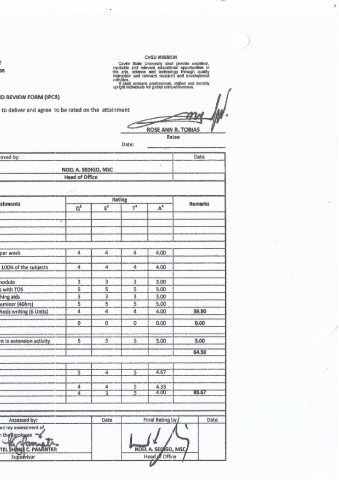 CvSU MISSION
Cavite State University shall provide excellent,
equitable and relevant educational opportunities in
the arts, science and technology through quality
instruction and relevant research and development
activities.
It shall produce professional, skilled and morally
upright individuals for global competitiveness.
D REVIEW FORM (IPCR)
to deliver and agree to be rated on the attainment
ROSE ANN R. TOBIAS
Ratee
Date:
oved by: Date
NOEL A. SEDIGO, MSC
Head of Office
shments Rating Remarks
Q¹ E² T³ A⁴
per week 4 4 4 4.00
100% of the subjects 4 4 4 4.00
module 3 3 3 3.00
with TOS 5 5 5 5.00
hing aids 3 3 3 3.00
eminar (40hrs) 5 5 5 5.00
hesis writing (6 Units) 4 4 4 4.00 59.50
0 0 0 0.00 0.00
nt in extension activity 5 5 5 5.00 5.00
64.50
5 4 5 4.67
4 4 5 4.33
4 3 5 4.00 86.67
Assessed by: Date Final Rating by Date
my assessment of
the employee
C. PAMINTER NOEL A. SEDIGO, MSC
Supervisor Head of Office